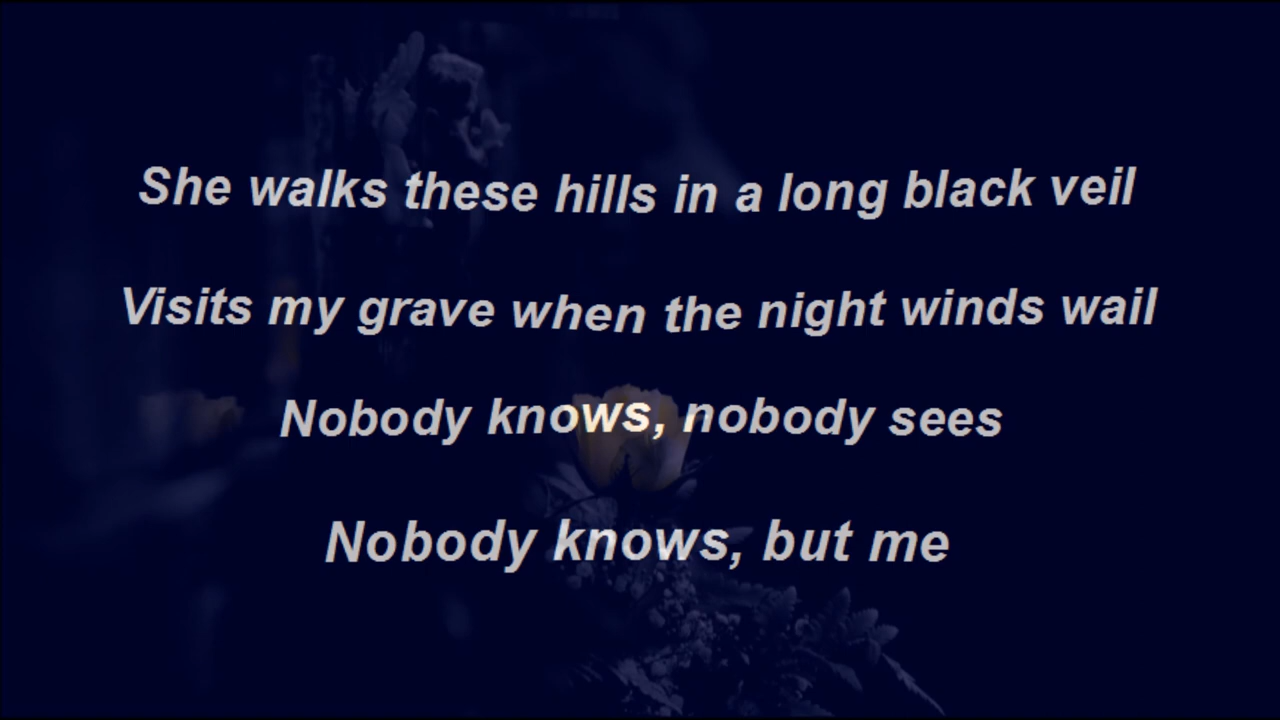 She walks these hills in a long black veil
Visits my grave when the night winds wail
Nobody knows, nobody sees
Nobody knows, but me